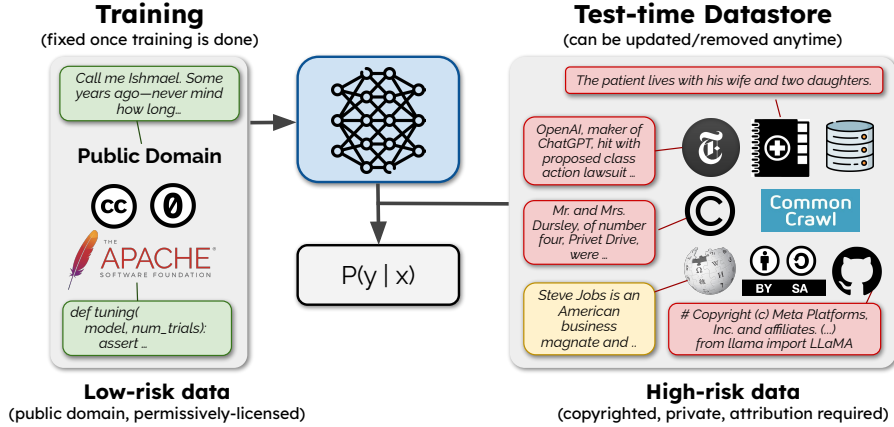 Training
(fixed once training is done)
Call me Ishmael. Some
years ago—never mind
how long…
Public Domain
cc
0
THE
APACHE®
SOFTWARE FOUNDATION
def tuning(
model, num_trials):
assert …
Low-risk data
(public domain, permissively-licensed)
P(y | x)
Test-time Datastore
(can be updated/removed anytime)
The patient lives with his wife and two daughters.
OpenAI, maker of
ChatGPT, hit with
proposed class
action lawsuit …
T
Mr. and Mrs.
Dursley, of number
four, Privet Drive,
were …
C
Common
Crawl
Steve Jobs is an
American
business
magnate and ..
BY SA
# Copyright (c) Meta Platforms,
Inc. and affiliates. (...)
from llama import LLaMA
High-risk data
(copyrighted, private, attribution required)